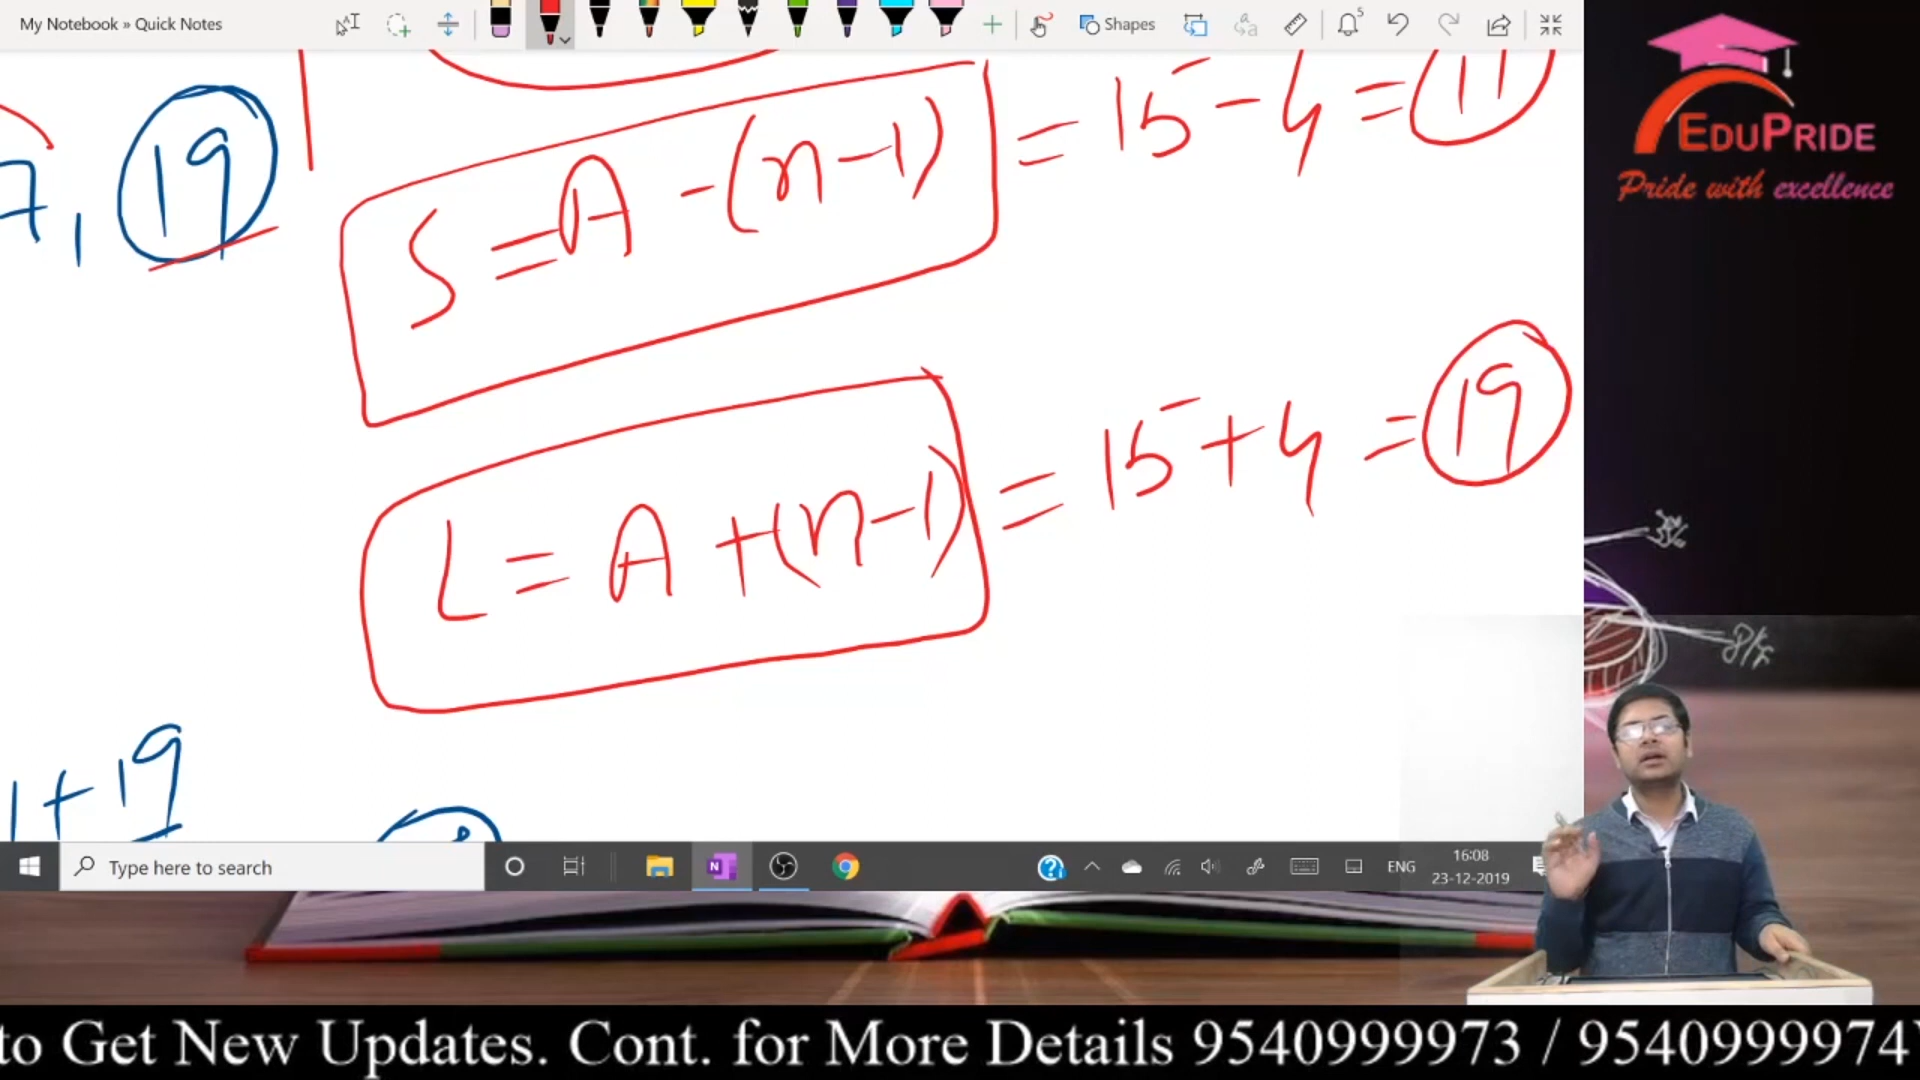 My Notebook » Quick Notes
Shapes
5
7, 19
S = A - (n-1) = 15 - 4 = 11
L = A + (n-1) = 15 + 4 = 19
1 + 19
EDUPRIDE
Pride with excellence
Type here to search
ENG
16:08
23-12-2019
to Get New Updates. Cont. for More Details 9540999973 / 9540999974